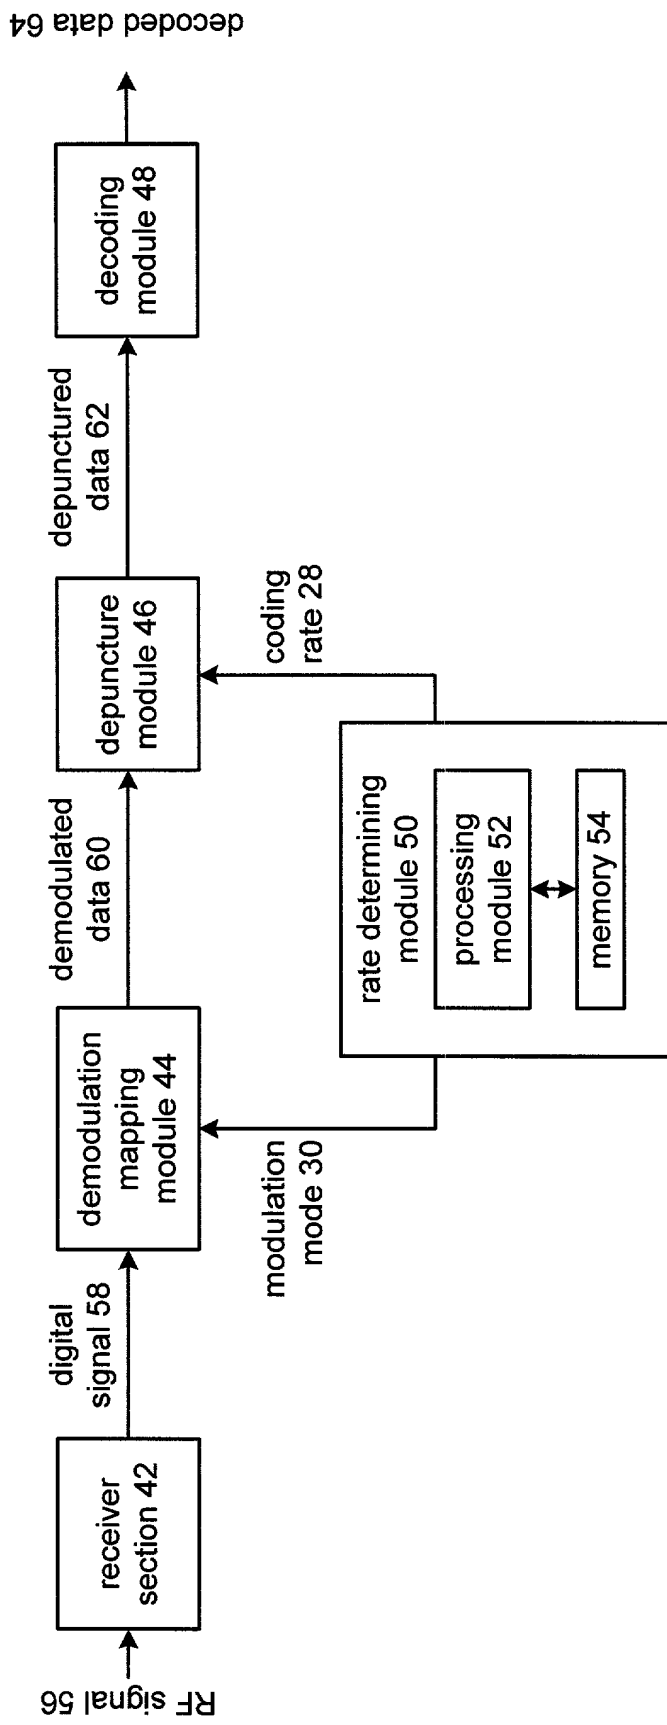 RF signal 56
receiver
section 42
digital
signal 58
demodulation
mapping
module 44
demodulated
data 60
depuncture
module 46
depunctured
data 62
decoding
module 48
decoded data 64
modulation
mode 30
coding
rate 28
rate determining
module 50
processing
module 52
memory 54